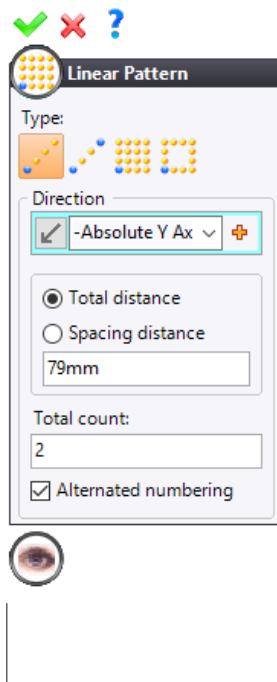 ?
Linear Pattern
Type:
Direction
-Absolute Y Ax
Total distance
Spacing distance
79mm
Total count:
2
Alternated numbering